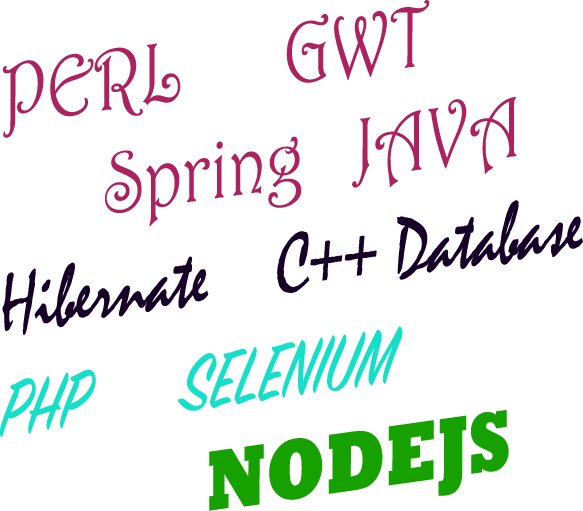 PERL GWT
Spring JAVA
Hibernate C++ Database
PHP SELENIUM
NODEJS